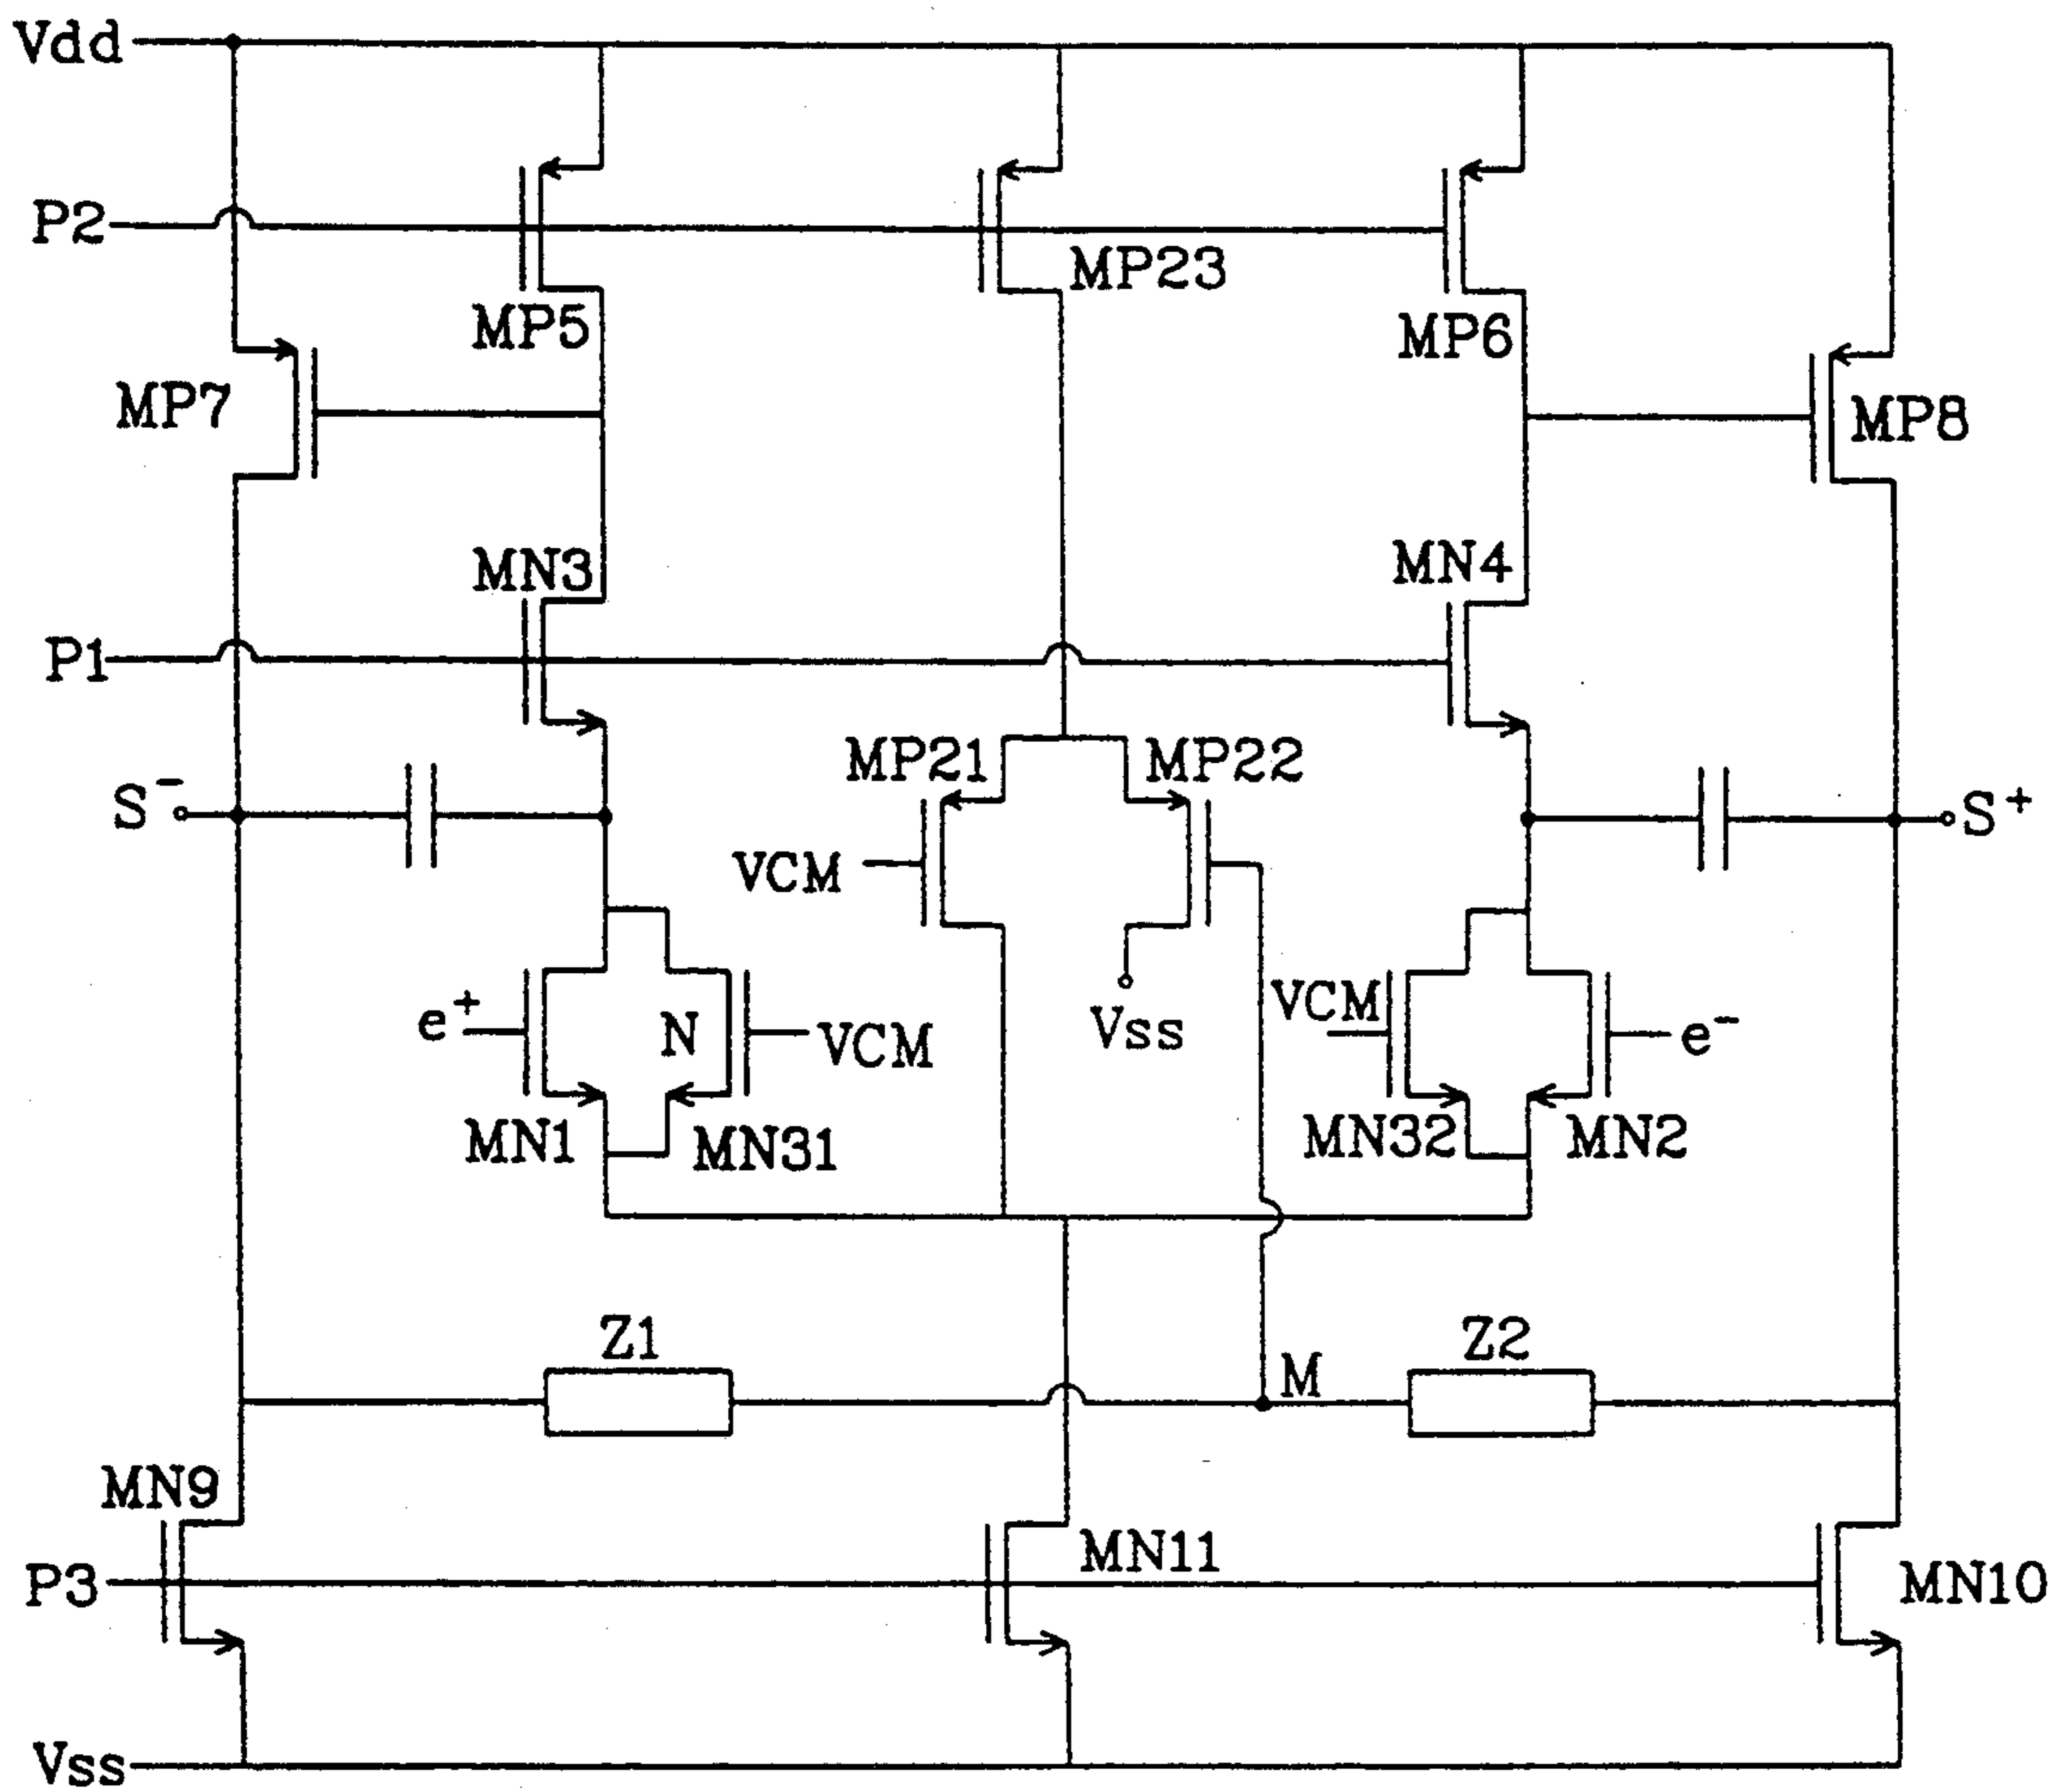 Vdd
P2
MP23
MP5
MP6
MP7
MP8
MN3
MN4
P1
MP21
MP22
S⁻
S⁺
VCM
e⁺
N
VCM
Vss
VCM
e⁻
MN1
MN31
MN32
MN2
Z1
M
Z2
MN9
MN11
P3
MN10
Vss